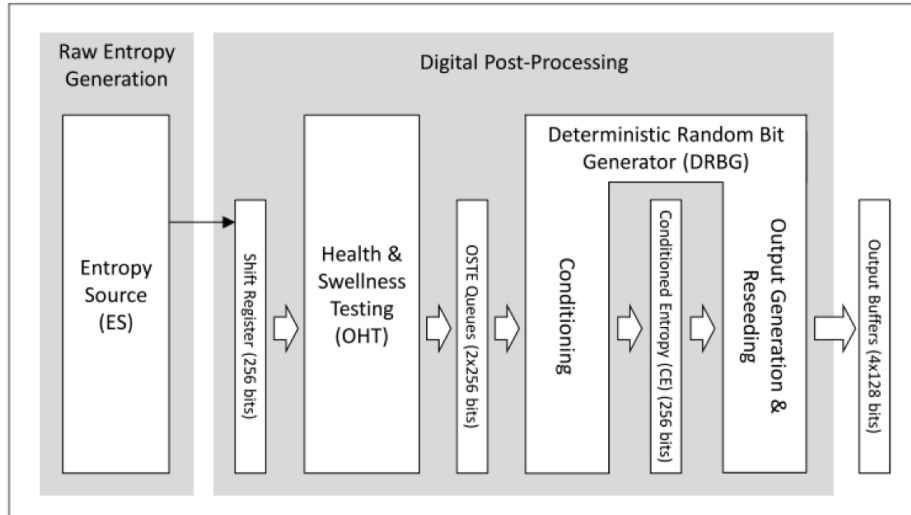 Raw Entropy
Generation
Digital Post-Processing
Entropy
Source
(ES)
Shift Register (256 bits)
Health &
Swellness
Testing
(OHT)
OSTE Queues (2x256 bits)
Deterministic Random Bit
Generator (DRBG)
Conditioning
Conditioned Entropy (CE) (256 bits)
Output Generation &
Reseeding
Output Buffers (4x128 bits)